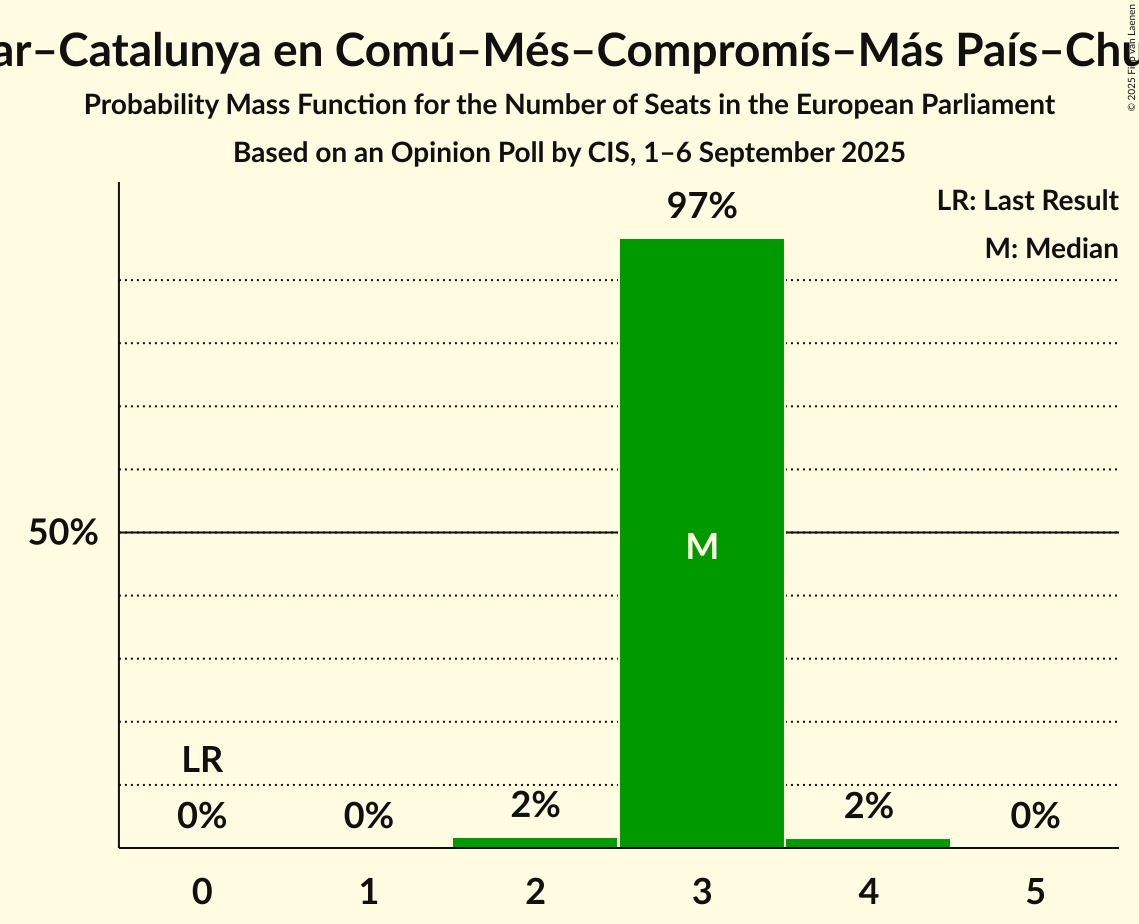 ar–Catalunya en Comú–Més–Compromís–Más País–Chu
Probability Mass Function for the Number of Seats in the European Parliament
Based on an Opinion Poll by CIS, 1–6 September 2025
© 2025 Filip van Laenen
LR: Last Result
M: Median
97%
50%
M
LR
0%
0%
2%
2%
0%
0
1
2
3
4
5